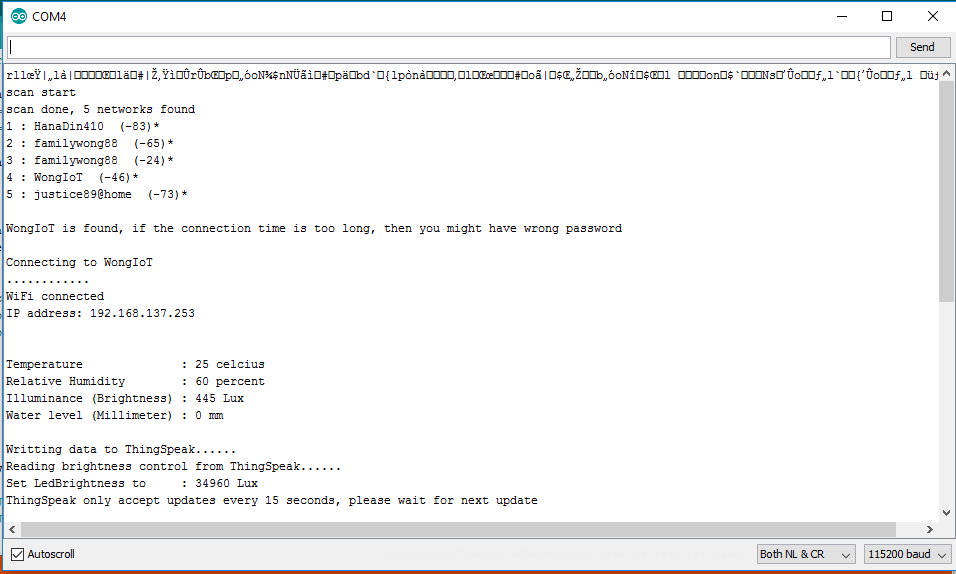 COM4
Send
scan start
scan done, 5 networks found
1 : HanaDin410  (-83)*
2 : familywong88  (-65)*
3 : familywong88  (-24)*
4 : WongIoT  (-46)*
5 : justice89@home  (-73)*
WongIoT is found, if the connection time is too long, then you might have wrong password
Connecting to WongIoT
............
WiFi connected
IP address: 192.168.137.253
Temperature              : 25 celcius
Relative Humidity        : 60 percent
Illuminance (Brightness) : 445 Lux
Water level (Millimeter) : 0 mm
Writting data to ThingSpeak......
Reading brightness control from ThingSpeak......
Set LedBrightness to     : 34960 Lux
ThingSpeak only accept updates every 15 seconds, please wait for next update
Autoscroll
Both NL & CR
115200 baud